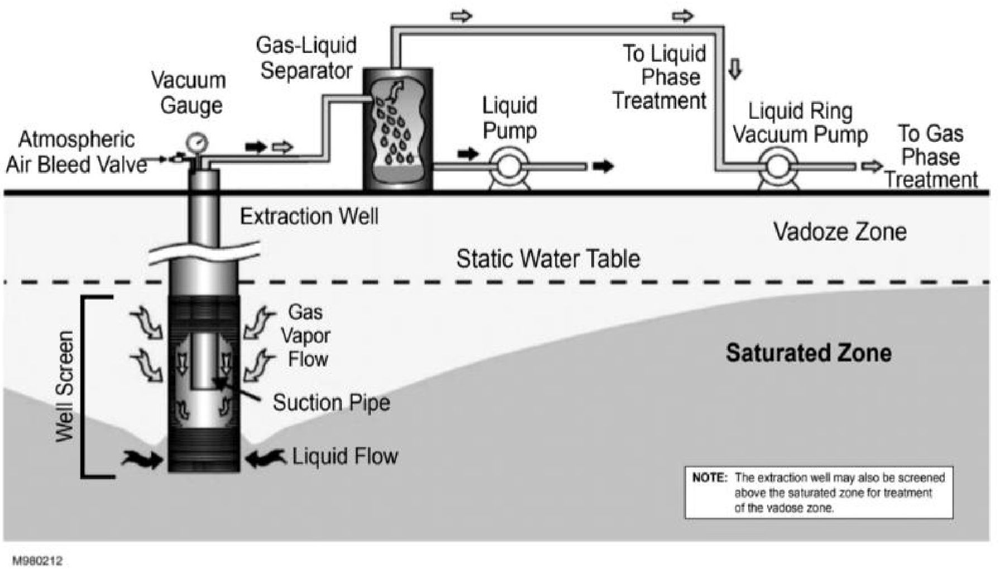 Gas-Liquid
Separator
Vacuum
Gauge
Atmospheric
Air Bleed Valve
Liquid
Pump
To Liquid
Phase
Treatment
Liquid Ring
Vacuum Pump
To Gas
Phase
Treatment
Extraction Well
Vadoze Zone
Static Water Table
Gas
Vapor
Flow
Well Screen
Saturated Zone
Suction Pipe
Liquid Flow
NOTE: The extraction well may also be screened
above the saturated zone for treatment
of the vadose zone.
M980212